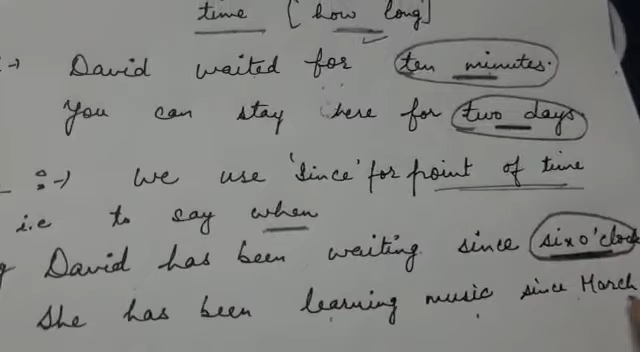 time [how long]
:→ David waited for ten minutes.
You can stay here for two days
:→ We use 'since' for point of time
i.e to say when
David has been waiting since six o'clock
She has been learning music since March